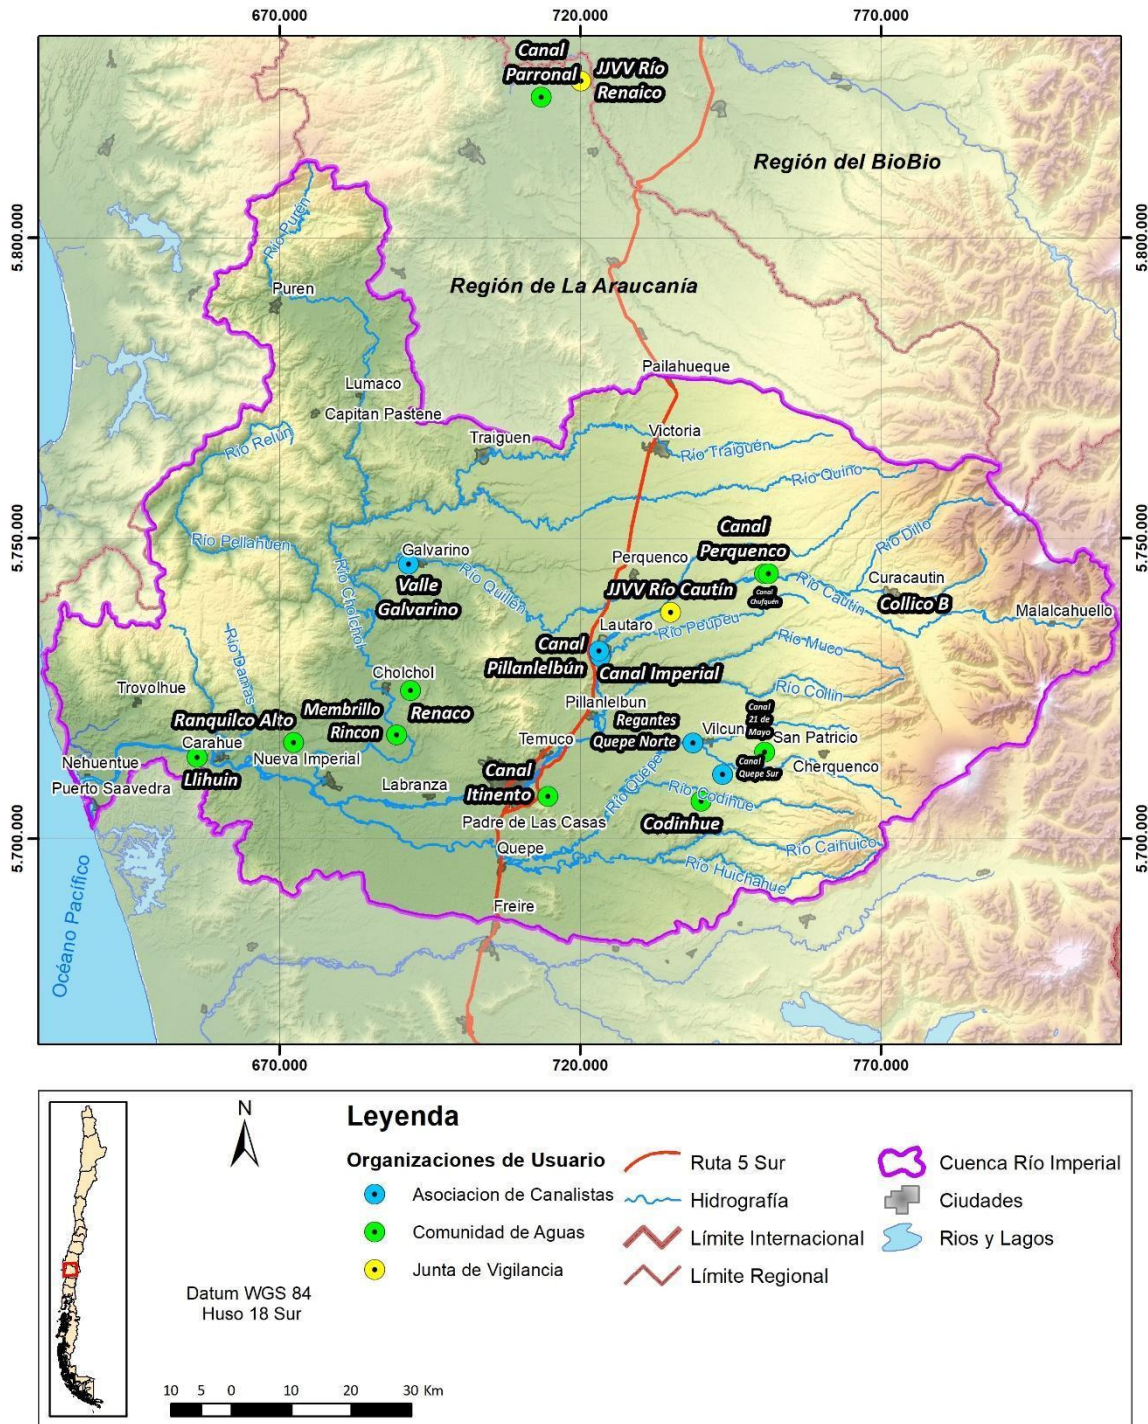 670.000
720.000
770.000
Canal
Parronal
JJVV Río
Renaico
Región del BioBio
5.800.000
5.800.000
Río Purén
Puren
Región de La Araucanía
Pailahueque
Lumaco
Capitan Pastene
Traiguen
Victoria
Río Relún
Río Traiguén
Río Quino
5.750.000
5.750.000
Río Pellahuen
Galvarino
Valle
Galvarino
Río Quillén
Río Cholchol
Perquenco
Canal
Perquenco
Río Dillo
JJVV Río Cautín
Canal
Chufquén
Río Cautín
Curacautin
Collico B
Malalcahuello
Lautaro
Río Peupeu
Río Muco
Canal
Pillanlelbún
Canal Imperial
Río Damas
Cholchol
Trovolhue
Renaco
Río Collin
Ranquilco Alto
Membrillo
Rincon
Pillanlelbun
Regantes
Quepe Norte
Vilcun
Canal
21 de
Mayo
San Patricio
Carahue
Nueva Imperial
Temuco
Canal
Quepe Sur
Cherquenco
Nehuentue
Llihuín
Puerto Saavedra
Labranza
Canal
Itinento
Río Quepe
Río Codihue
Codinhue
Padre de Las Casas
5.700.000
5.700.000
Quepe
Río Caihuico
Río Huichahue
Freire
Océano Pacífico
670.000
720.000
770.000
N
Datum WGS 84
Huso 18 Sur
10 5 0 10 20 30 Km
Leyenda
Organizaciones de Usuario
Asociacion de Canalistas
Comunidad de Aguas
Junta de Vigilancia
Ruta 5 Sur
Hidrografía
Límite Internacional
Límite Regional
Cuenca Río Imperial
Ciudades
Rios y Lagos